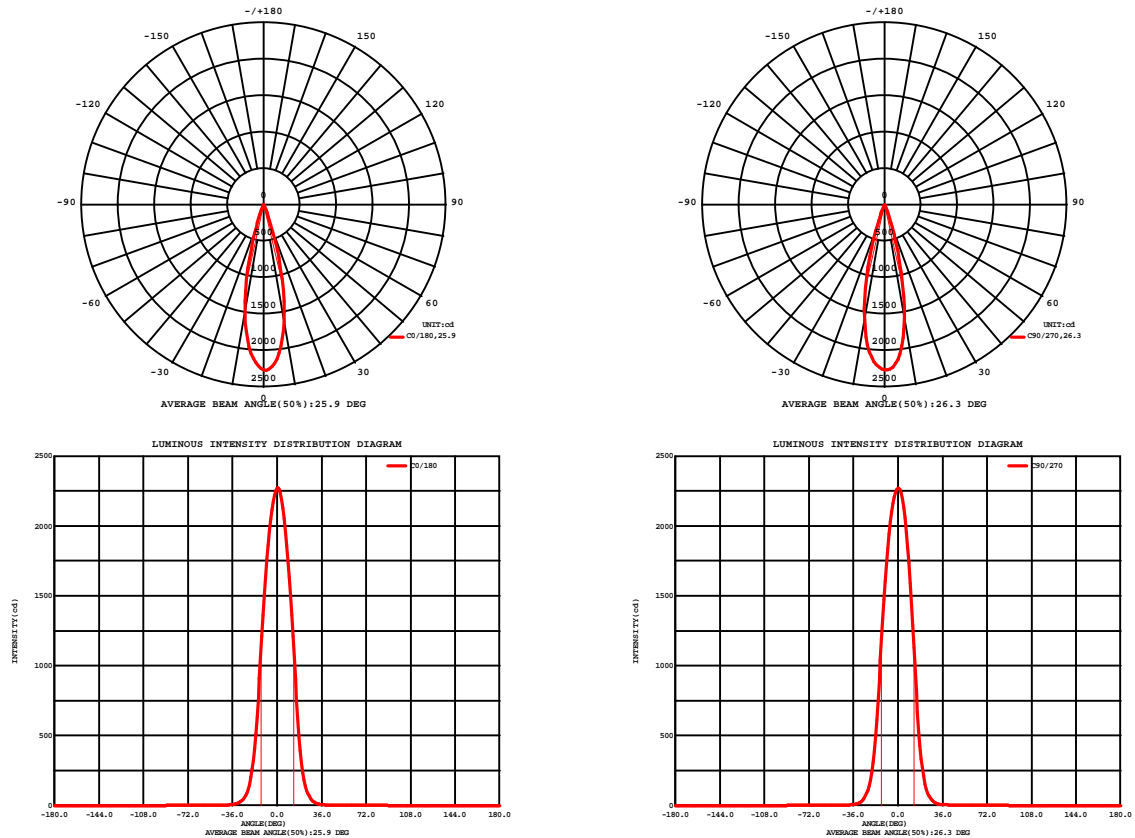 -/+180
-150
150
-120
120
-90
90
0
500
1000
-60
60
1500
UNIT:cd
C0/180,25.9
2000
-30
30
2500
0
AVERAGE BEAM ANGLE(50%):25.9 DEG
-/+180
-150
150
-120
120
-90
90
0
500
1000
-60
60
1500
UNIT:cd
C90/270,26.3
2000
-30
30
2500
0
AVERAGE BEAM ANGLE(50%):26.3 DEG
LUMINOUS INTENSITY DISTRIBUTION DIAGRAM
2500
C0/180
2000
1500
INTENSITY(cd)
1000
500
0
-180.0 -144.0 -108.0 -72.0 -36.0 0.0 36.0 72.0 108.0 144.0 180.0
ANGLE(DEG)
AVERAGE BEAM ANGLE(50%):25.9 DEG
LUMINOUS INTENSITY DISTRIBUTION DIAGRAM
2500
C90/270
2000
1500
INTENSITY(cd)
1000
500
0
-180.0 -144.0 -108.0 -72.0 -36.0 0.0 36.0 72.0 108.0 144.0 180.0
ANGLE(DEG)
AVERAGE BEAM ANGLE(50%):26.3 DEG